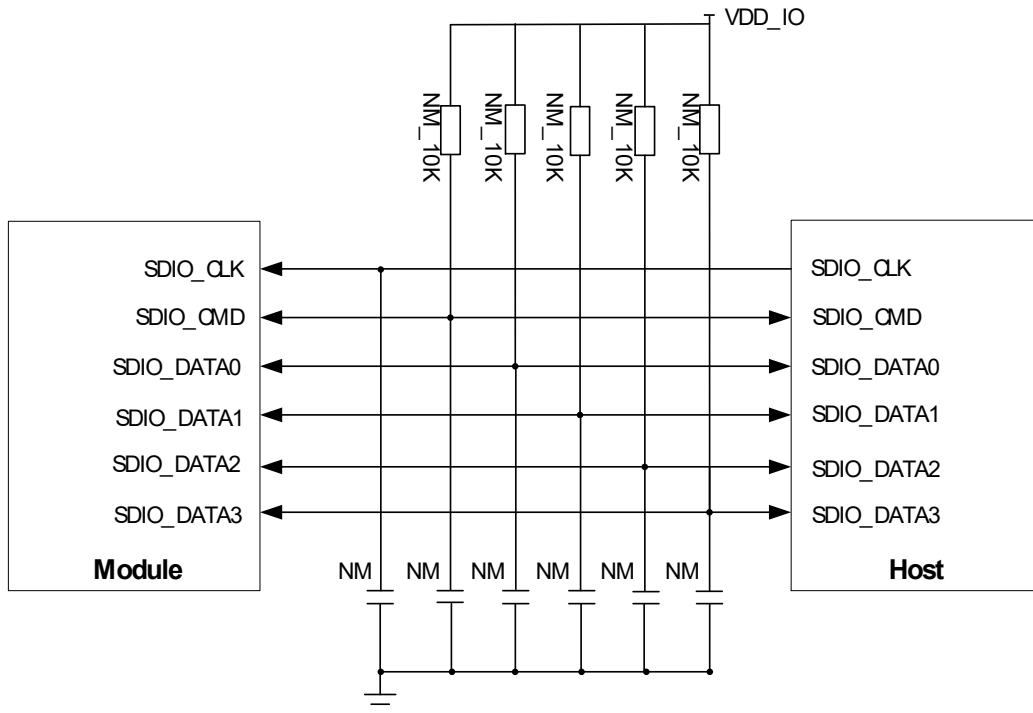 VDD_IO
NM_10K
NM_10K
NM_10K
NM_10K
NM_10K
SDIO_CLK
SDIO_CLK
SDIO_CMD
SDIO_CMD
SDIO_DATA0
SDIO_DATA0
SDIO_DATA1
SDIO_DATA1
SDIO_DATA2
SDIO_DATA2
SDIO_DATA3
SDIO_DATA3
Module
NM
NM
NM
NM
NM
NM
Host